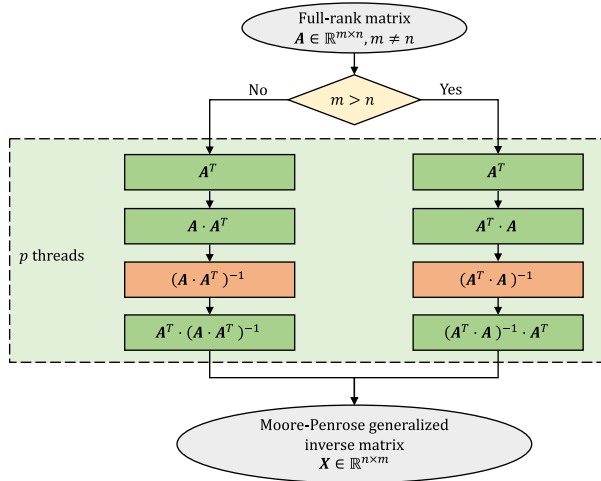 Full-rank matrix
𝑨 ∈ ℝ^{m×n}, m ≠ n
m > n
No
Yes
𝑨^T
𝑨 · 𝑨^T
(𝑨 · 𝑨^T)^{-1}
𝑨^T · (𝑨 · 𝑨^T)^{-1}
𝑨^T
𝑨^T · 𝑨
(𝑨^T · 𝑨)^{-1}
(𝑨^T · 𝑨)^{-1} · 𝑨^T
p threads
Moore-Penrose generalized
inverse matrix
𝑿 ∈ ℝ^{n×m}